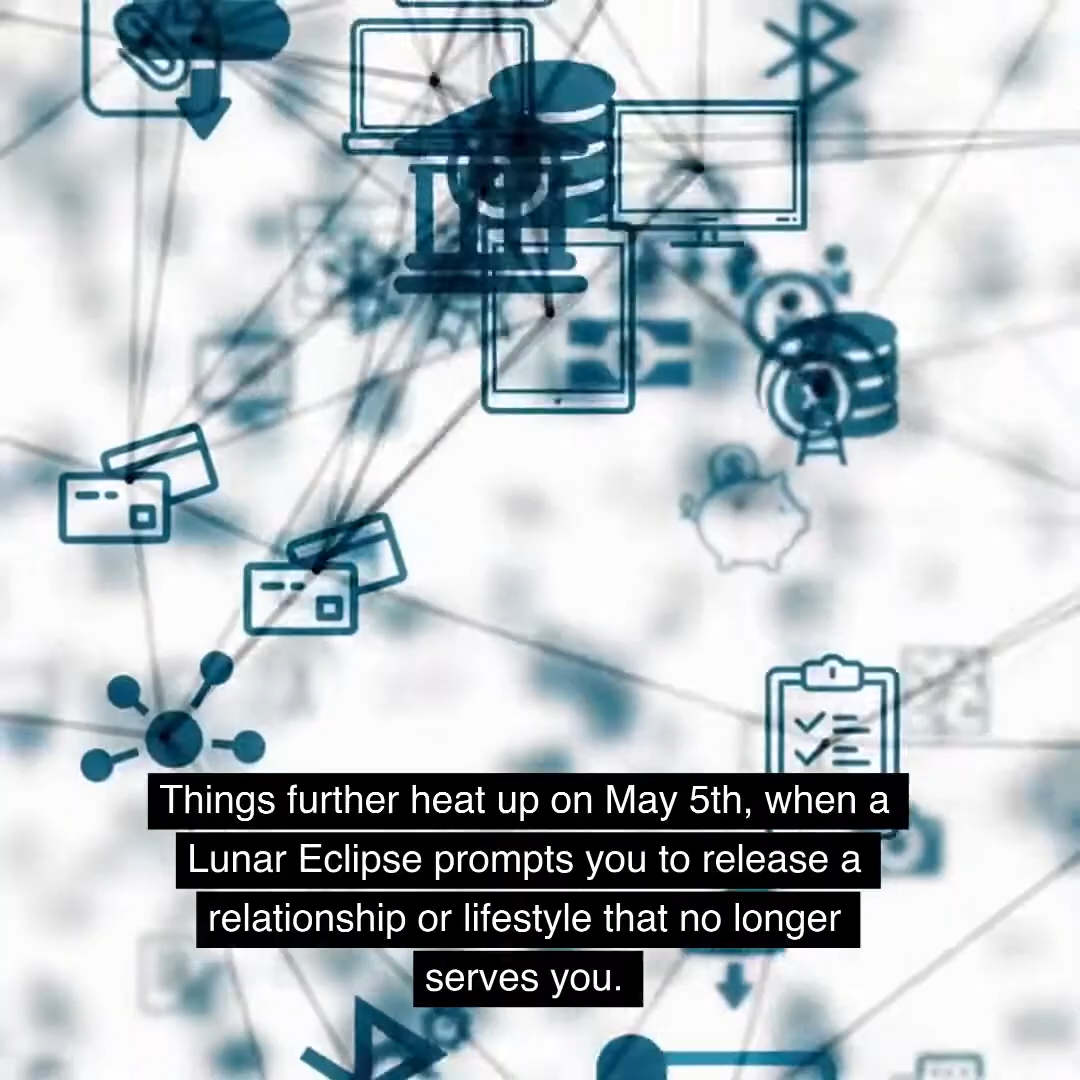 Things further heat up on May 5th, when a
Lunar Eclipse prompts you to release a
relationship or lifestyle that no longer
serves you.